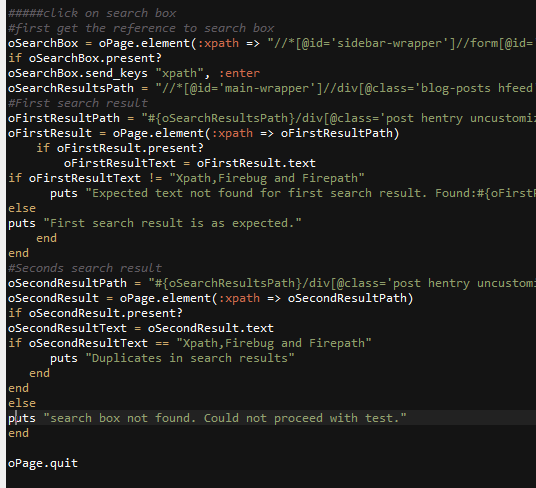 #####click on search box
#first get the reference to search box
oSearchBox = oPage.element(:xpath => "//*[@id='sidebar-wrapper']//form[@id=
if oSearchBox.present?
oSearchBox.send_keys "xpath", :enter
oSearchResultsPath = "//*[@id='main-wrapper']//div[@class='blog-posts hfeed
#First search result
oFirstResultPath = "#{oSearchResultsPath}/div[@class='post hentry uncustomi
oFirstResult = oPage.element(:xpath => oFirstResultPath)
    if oFirstResult.present?
        oFirstResultText = oFirstResult.text
if oFirstResultText != "Xpath,Firebug and Firepath"
      puts "Expected text not found for first search result. Found:#{oFirstR
else
puts "First search result is as expected."
    end
end
#Seconds search result
oSecondResultPath = "#{oSearchResultsPath}/div[@class='post hentry uncustomi
oSecondResult = oPage.element(:xpath => oSecondResultPath)
if oSecondResult.present?
oSecondResultText = oSecondResult.text
if oSecondResultText == "Xpath,Firebug and Firepath"
      puts "Duplicates in search results"
   end
end
else
puts "search box not found. Could not proceed with test."
end

oPage.quit